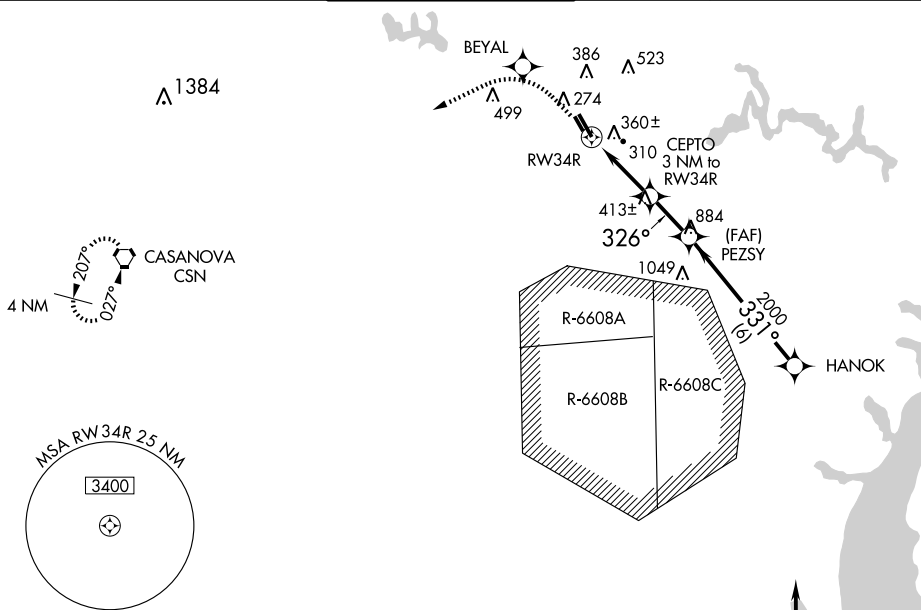 BEYAL
386
523
1384
499
274
360±
310
RW34R
CEPTO
3 NM to
RW34R
413±
884
326°
(FAF)
PEZSY
1049
207°
CASANOVA
CSN
4 NM
027°
2000
331°
(6)
HANOK
R-6608A
R-6608B
R-6608C
MSA RW34R 25 NM
3400